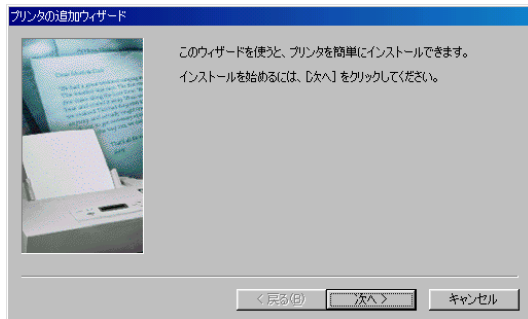 プリンタの追加ウィザード
このウィザードを使うと、プリンタを簡単にインストールできます。
インストールを始めるには、[次へ] をクリックしてください。
< 戻る(B)
次へ >
キャンセル